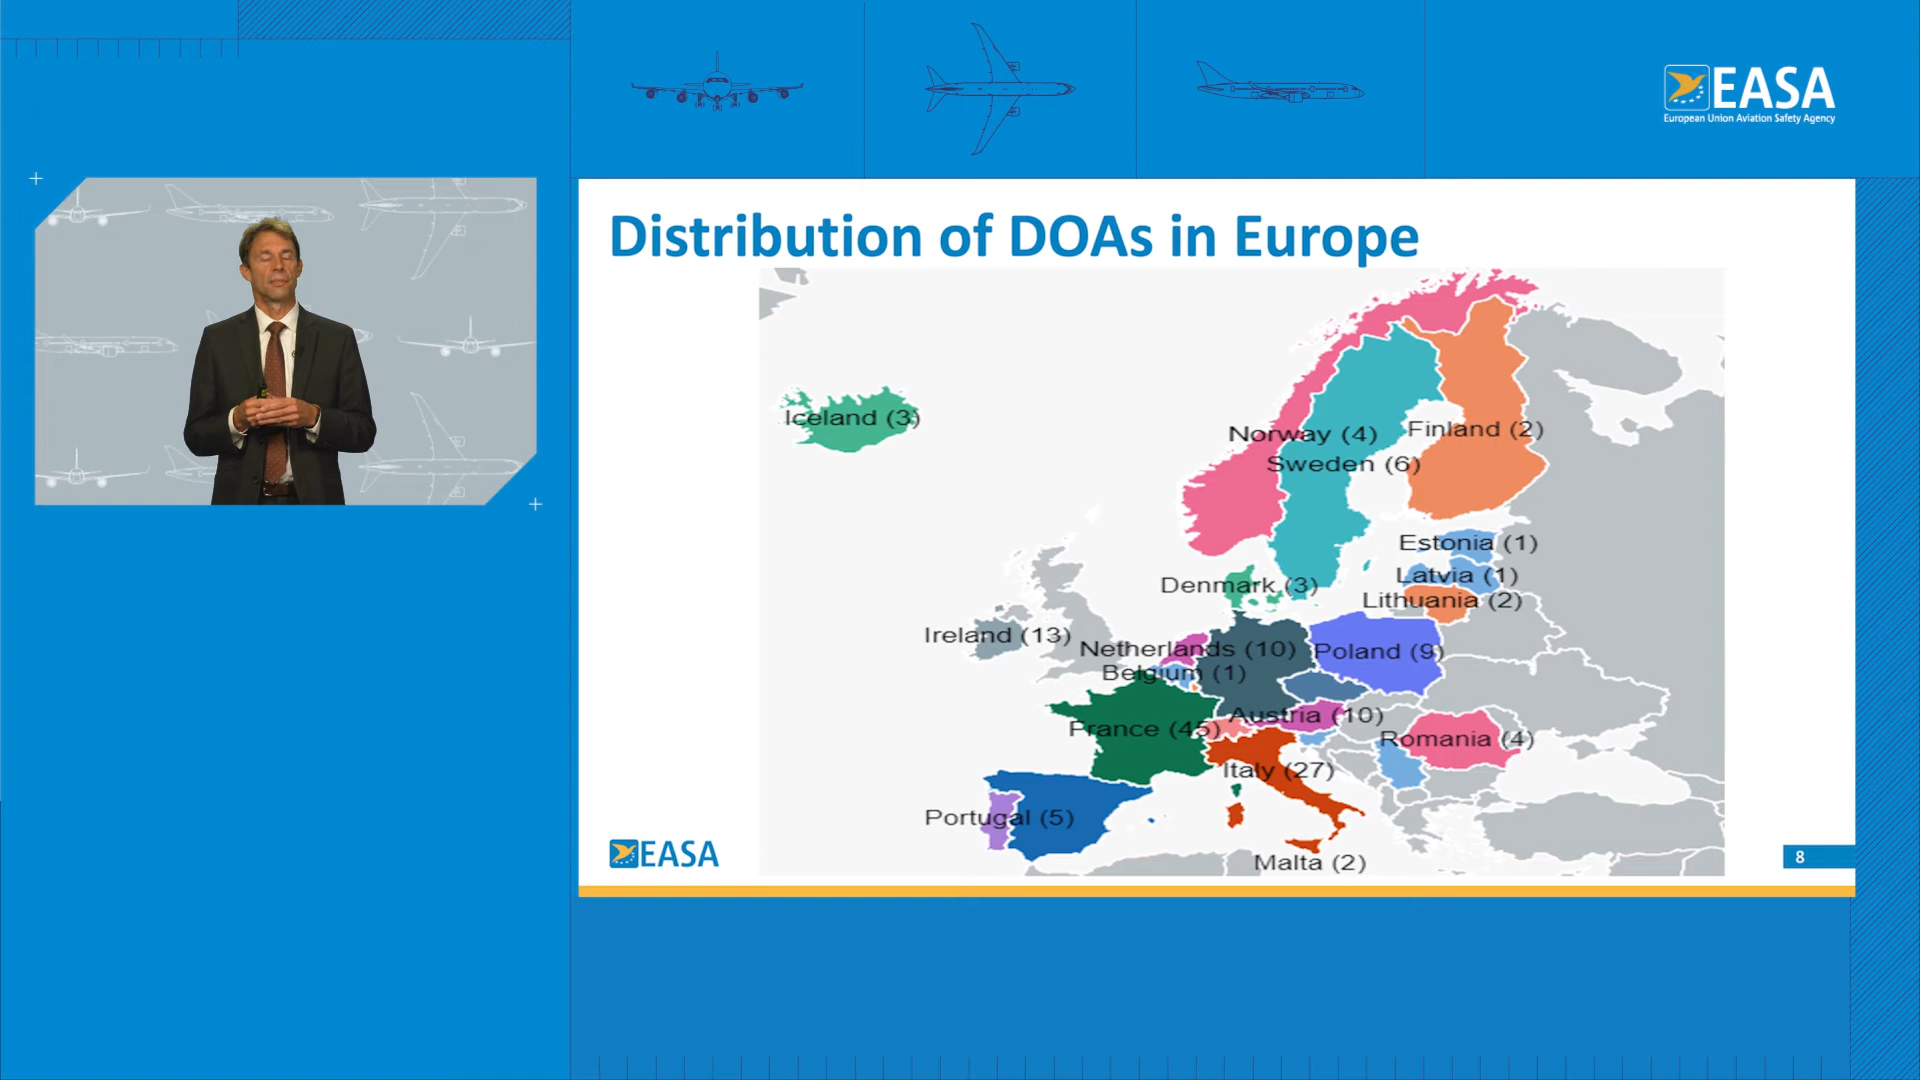 EASA
European Union Aviation Safety Agency
Distribution of DOAs in Europe
Iceland (3)
Norway (4)
Finland (2)
Sweden (6)
Estonia (1)
Latvia (1)
Denmark (3)
Lithuania (2)
Ireland (13)
Netherlands (10)
Poland (9)
Belgium (1)
Austria (10)
France (45)
Romania (4)
Italy (27)
Portugal (5)
Malta (2)
EASA
8